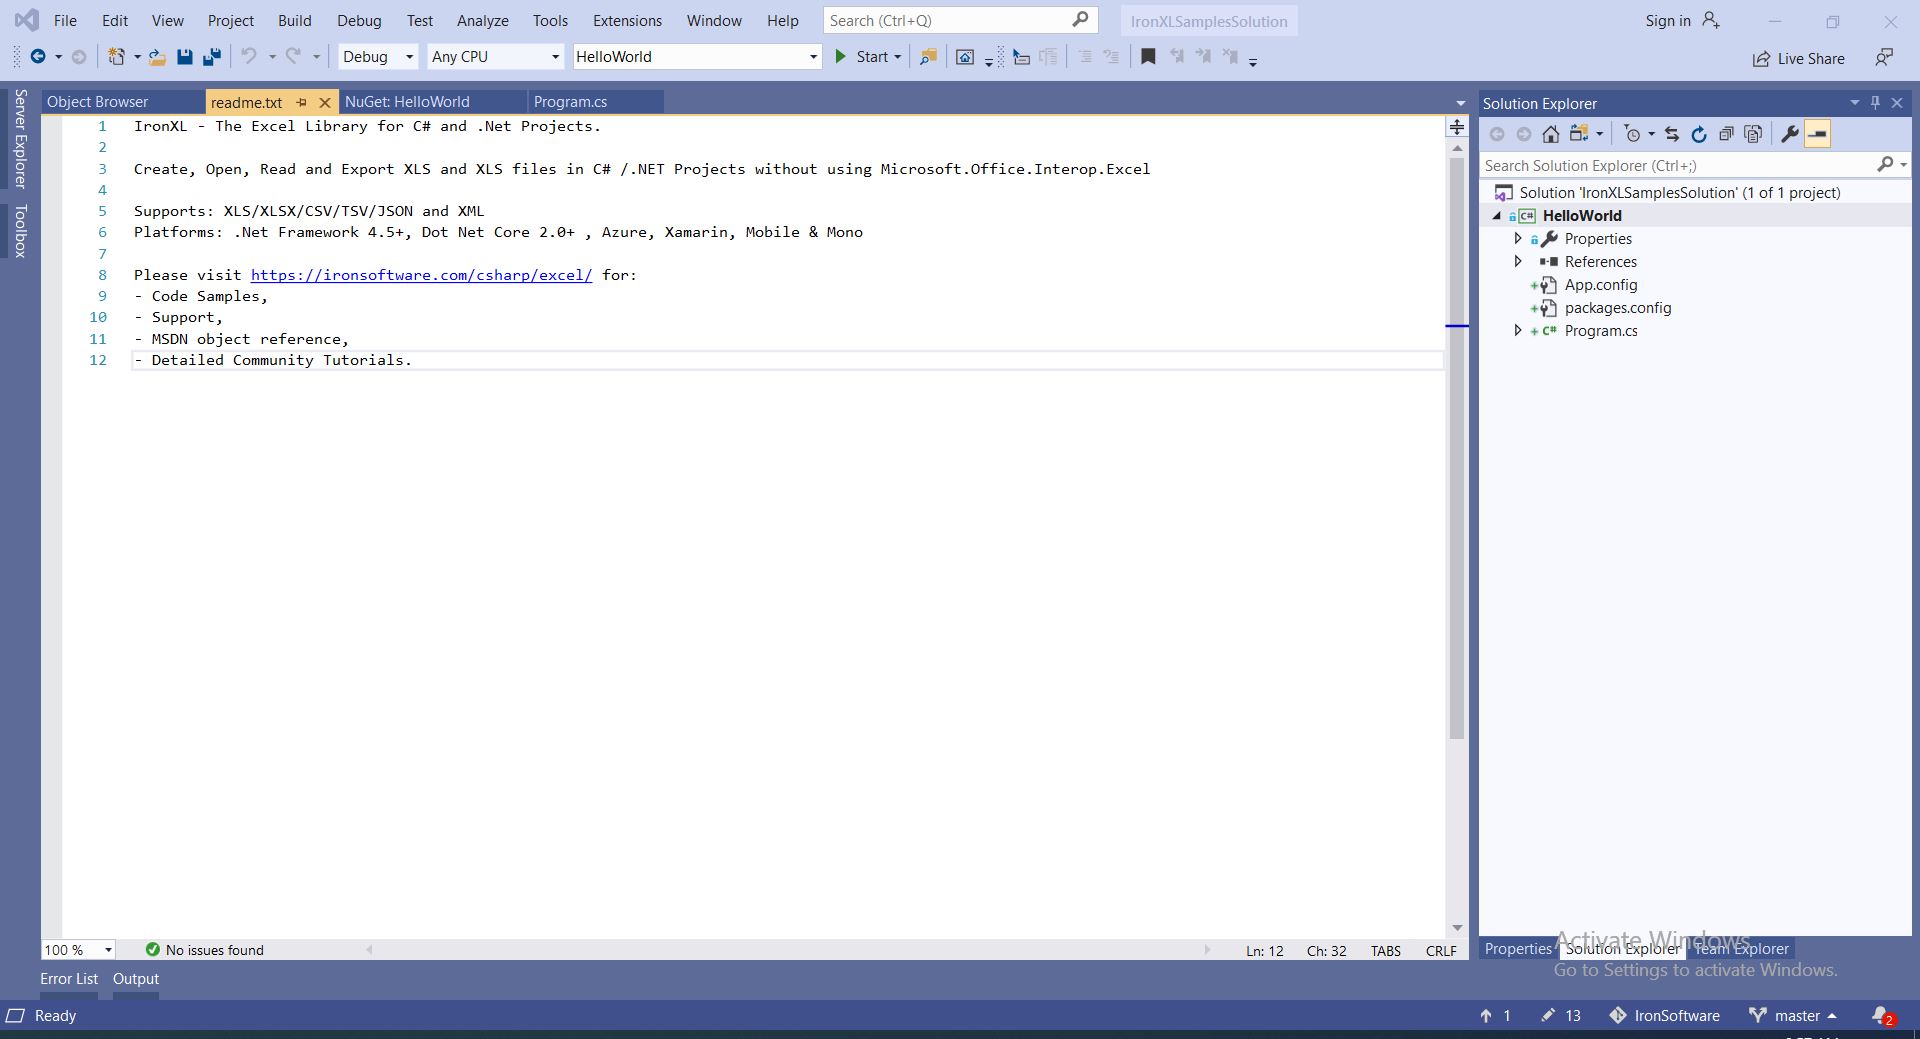 File Edit View Project Build Debug Test Analyze Tools Extensions Window Help Search (Ctrl+Q) IronXLSamplesSolution Sign in
Debug Any CPU HelloWorld Start Live Share
Server Explorer
Toolbox
Object Browser readme.txt NuGet: HelloWorld Program.cs
1 IronXL - The Excel Library for C# and .Net Projects.
2
3 Create, Open, Read and Export XLS and XLS files in C# /.NET Projects without using Microsoft.Office.Interop.Excel
4
5 Supports: XLS/XLSX/CSV/TSV/JSON and XML
6 Platforms: .Net Framework 4.5+, Dot Net Core 2.0+ , Azure, Xamarin, Mobile & Mono
7
8 Please visit https://ironsoftware.com/csharp/excel/ for:
9 - Code Samples,
10 - Support,
11 - MSDN object reference,
12 - Detailed Community Tutorials.
100 % No issues found Ln: 12 Ch: 32 TABS CRLF
Solution Explorer
Search Solution Explorer (Ctrl+;)
Solution 'IronXLSamplesSolution' (1 of 1 project)
C# HelloWorld
Properties
References
App.config
packages.config
C# Program.cs
Properties Solution Explorer Team Explorer
Activate Windows
Go to Settings to activate Windows.
Error List Output
Ready 1 13 IronSoftware master 2